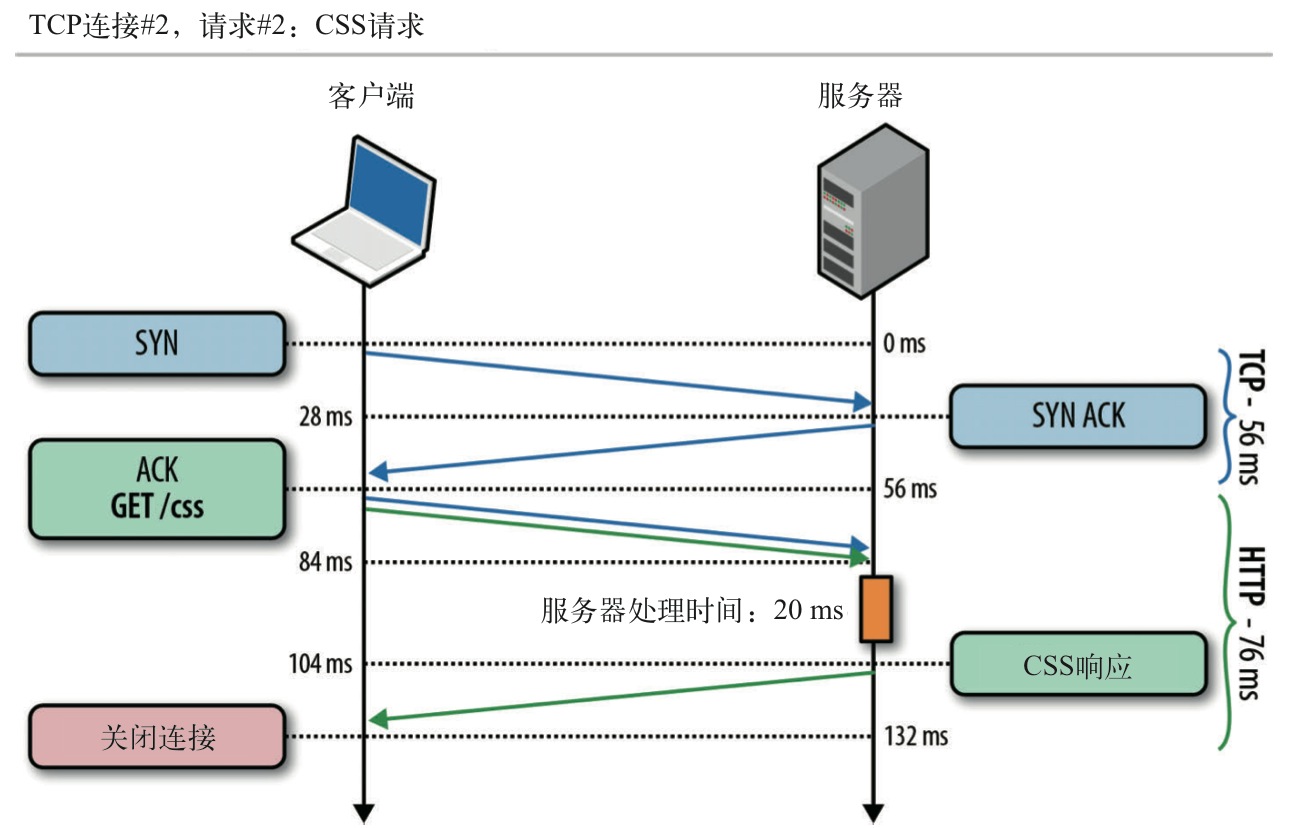 TCP连接#2，请求#2：CSS请求
客户端
服务器
SYN
0 ms
28 ms
SYN ACK
TCP - 56 ms
ACK
GET /css
56 ms
84 ms
服务器处理时间：20 ms
HTTP - 76 ms
104 ms
CSS响应
关闭连接
132 ms